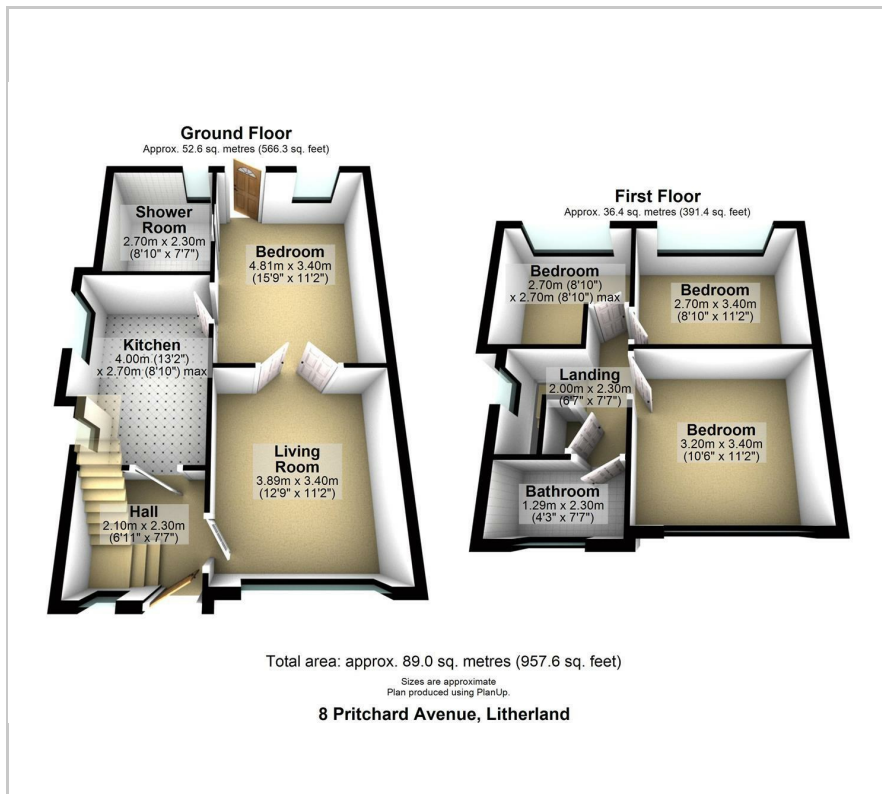 Ground Floor
Approx. 52.6 sq. metres (566.3 sq. feet)
Shower
Room
2.70m x 2.30m
(8'10" x 7'7")
Bedroom
4.81m x 3.40m
(15'9" x 11'2")
Kitchen
4.00m (13'2")
x 2.70m (8'10") max
Living
Room
3.89m x 3.40m
(12'9" x 11'2")
Hall
2.10m x 2.30m
(6'11" x 7'7")
First Floor
Approx. 36.4 sq. metres (391.4 sq. feet)
Bedroom
2.70m (8'10")
x 2.70m (8'10") max
Bedroom
2.70m x 3.40m
(8'10" x 11'2")
Landing
2.00m x 2.30m
(6'7" x 7'7")
Bedroom
3.20m x 3.40m
(10'6" x 11'2")
Bathroom
1.29m x 2.30m
(4'3" x 7'7")
Total area: approx. 89.0 sq. metres (957.6 sq. feet)
Sizes are approximate
Plan produced using PlanUp.
8 Pritchard Avenue, Litherland